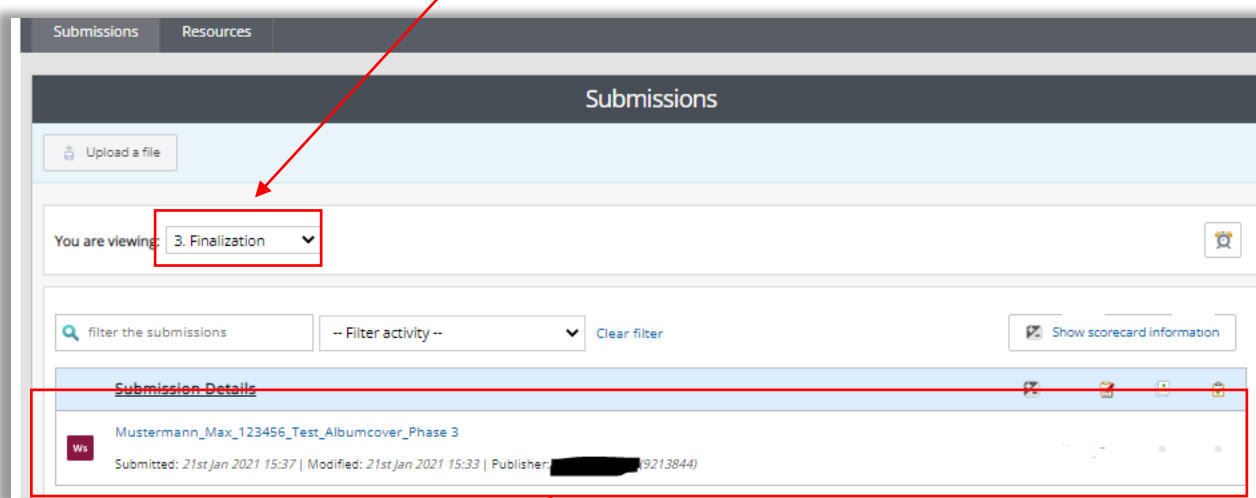 Submissions Resources
Submissions
Upload a file
You are viewing: 3. Finalization
filter the submissions -- Filter activity -- Clear filter Show scorecard information
Submission Details
Ws Mustermann_Max_123456_Test_Albumcover_Phase 3
Submitted: 21st Jan 2021 15:37 | Modified: 21st Jan 2021 15:33 | Publisher: (9213844)